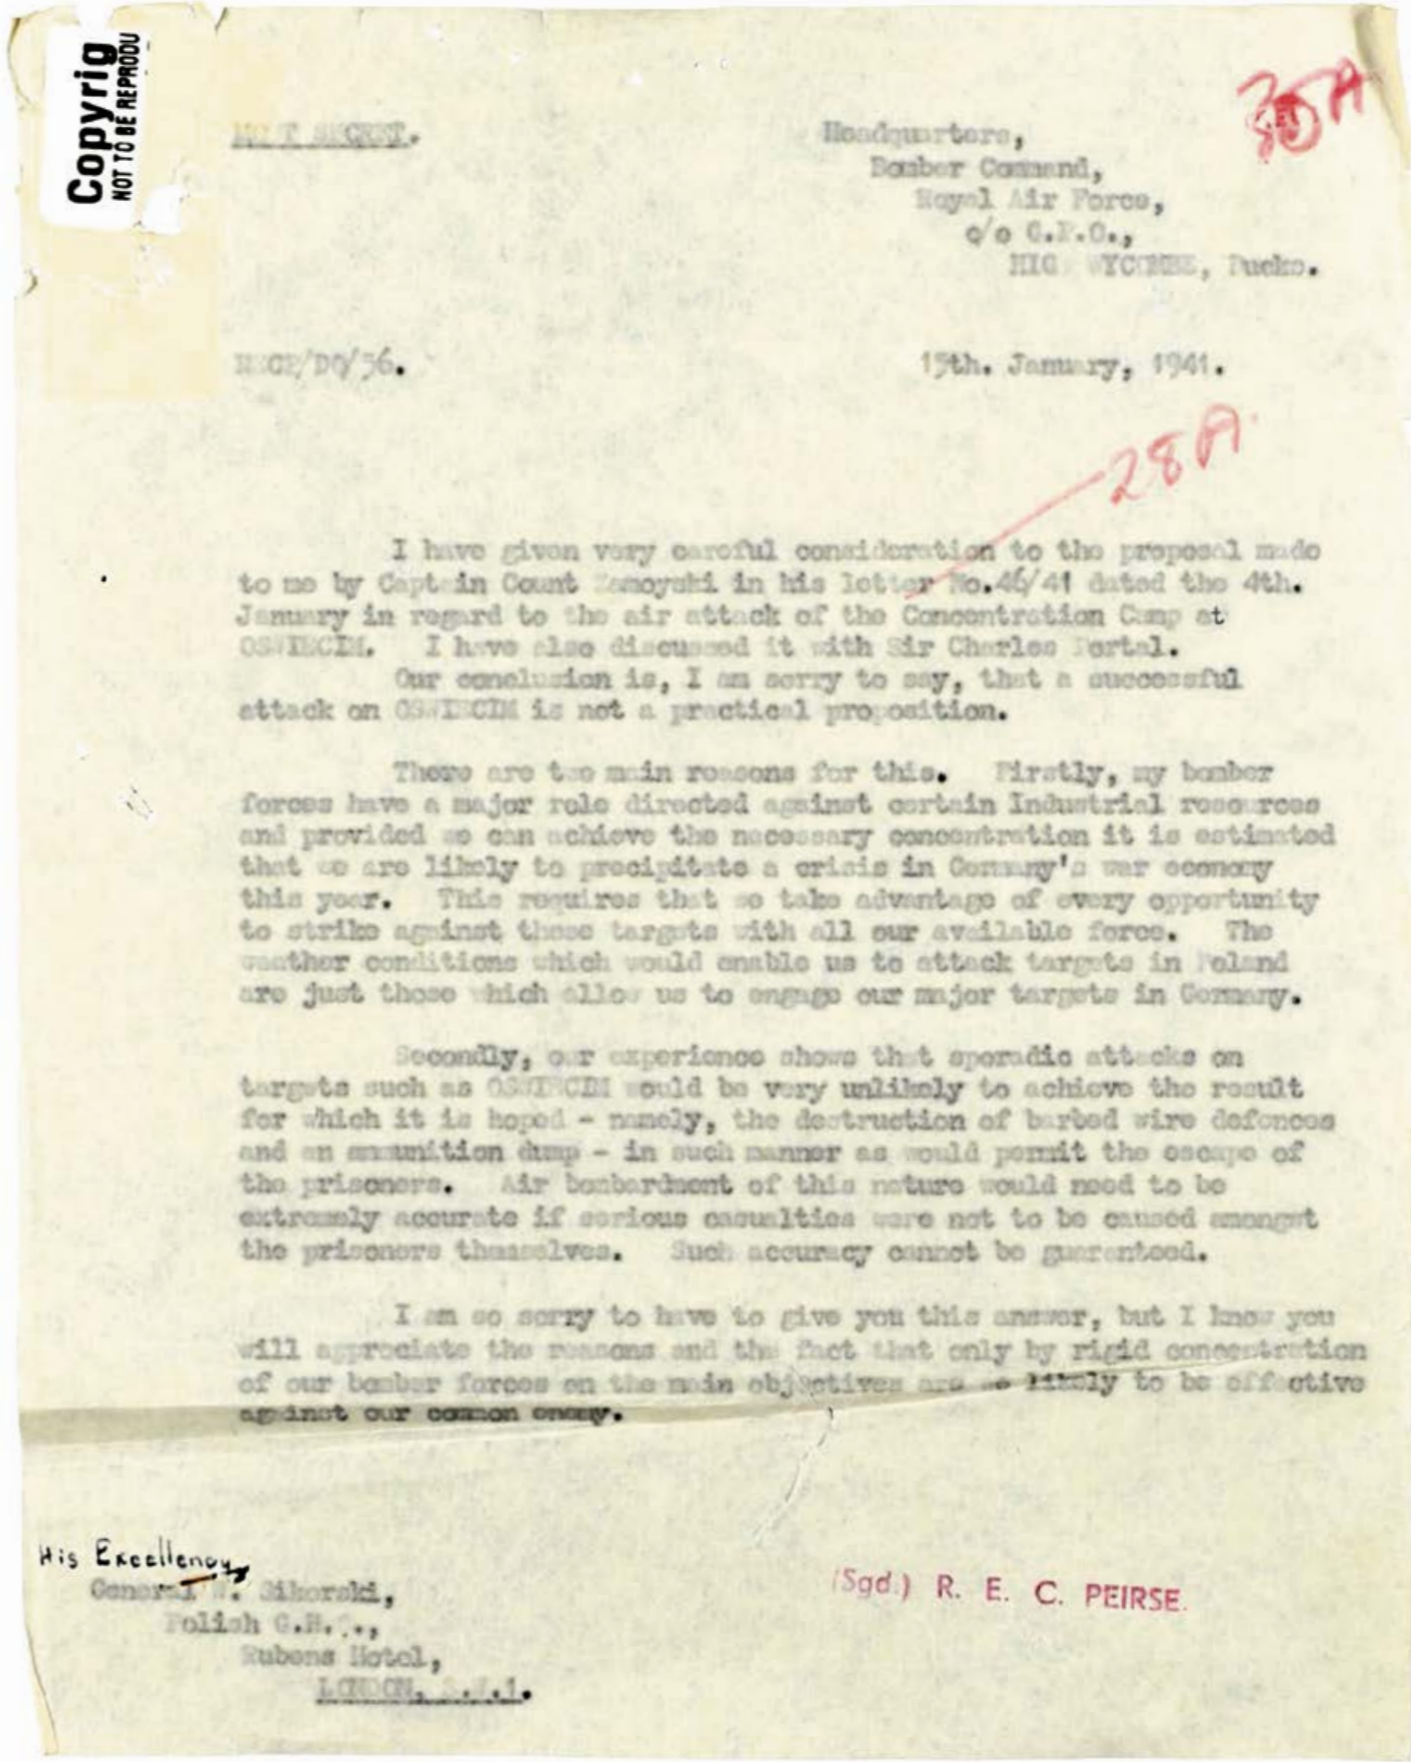 Copyrig
NOT TO BE REPRODU
MOST SECRET.
Headquarters,
Bomber Command,
Royal Air Force,
c/o G.P.O.,
HIGH WYCOMBE, Bucks.
/DO/56.
15th. January, 1941.
28A.
I have given very careful consideration to the proposal made
to me by Captain Count Zamoyski in his letter No.46/41 dated the 4th.
January in regard to the air attack of the Concentration Camp at
OSWIECIM. I have also discussed it with Sir Charles Portal.
Our conclusion is, I am sorry to say, that a successful
attack on OSWIECIM is not a practical proposition.
There are two main reasons for this. Firstly, my bomber
forces have a major role directed against certain Industrial resources
and provided we can achieve the necessary concentration it is estimated
that we are likely to precipitate a crisis in Germany's war economy
this year. This requires that we take advantage of every opportunity
to strike against these targets with all our available force. The
weather conditions which would enable us to attack targets in Poland
are just those which allow us to engage our major targets in Germany.
Secondly, our experience shows that sporadic attacks on
targets such as OSWIECIM would be very unlikely to achieve the result
for which it is hoped - namely, the destruction of barbed wire defences
and an ammunition dump - in such manner as would permit the escape of
the prisoners. Air bombardment of this nature would need to be
extremely accurate if serious casualties were not to be caused amongst
the prisoners themselves. Such accuracy cannot be guaranteed.
I am so sorry to have to give you this answer, but I know you
will appreciate the reasons and the fact that only by rigid concentration
of our bomber forces on the main objectives are we likely to be effective
against our common enemy.
His Excellency
General W. Sikorski,
Polish G.H.Q.,
Rubens Hotel,
LONDON, S.W.1.
(Sgd.) R. E. C. PEIRSE.